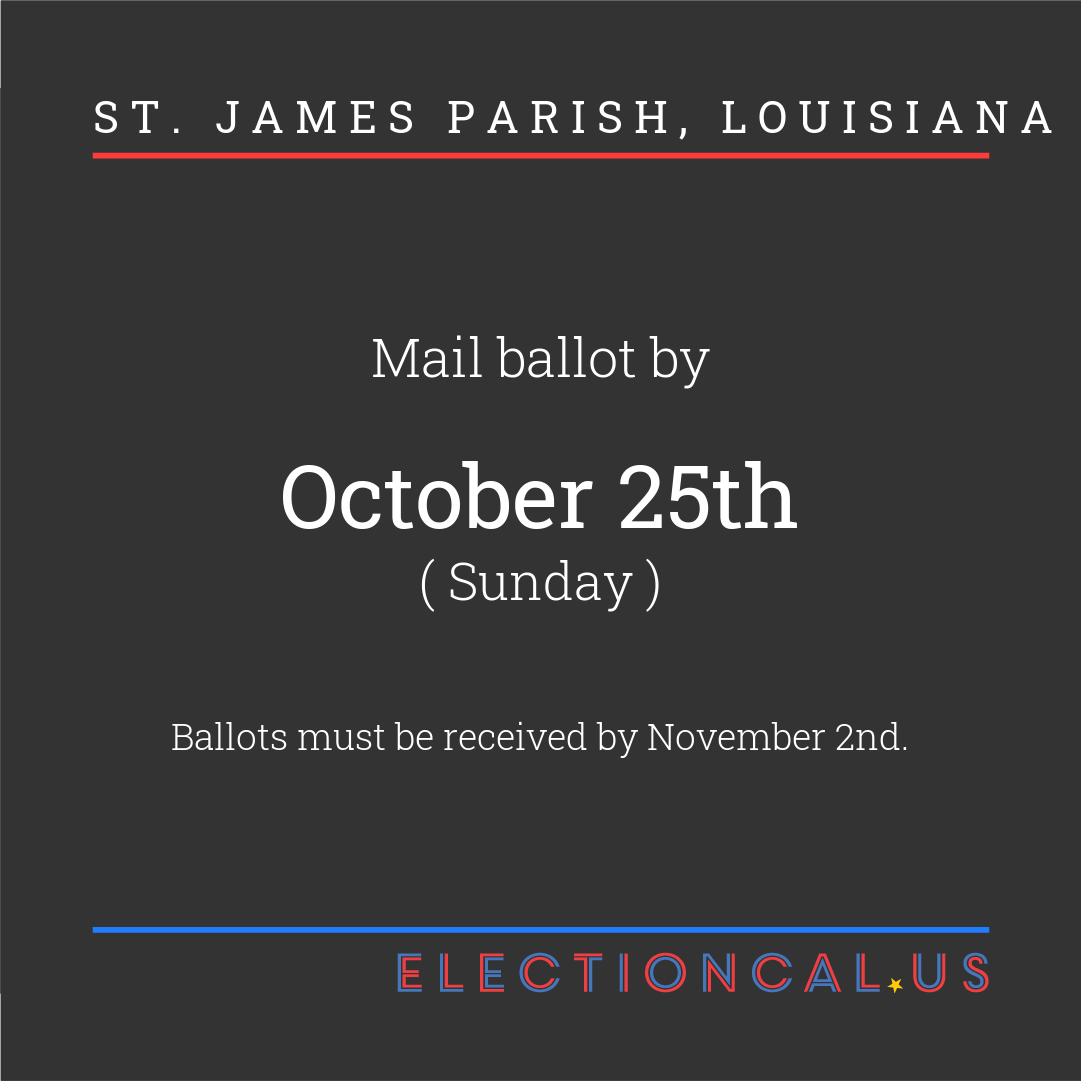 ST. JAMES PARISH, LOUISIANA
Mail ballot by
October 25th
( Sunday )
Ballots must be received by November 2nd.
ELECTIONCAL.US